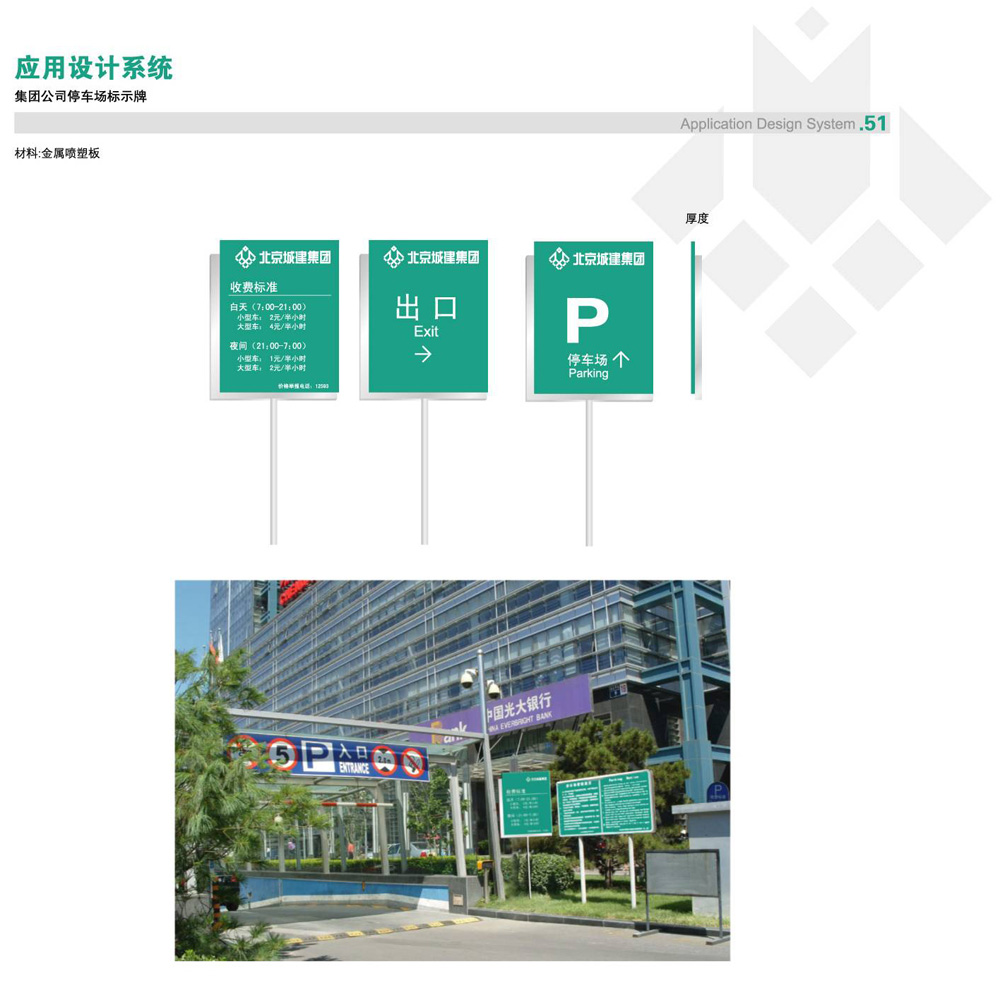 应用设计系统
集团公司停车场标示牌
Application Design System .51
材料:金属喷塑板
厚度
北京城建集团
收费标准
白天（7:00-21:00）
小型车： 2元/半小时
大型车： 4元/半小时
夜间（21:00-7:00）
小型车： 1元/半小时
大型车： 2元/半小时
价格举报电话：12358
北京城建集团
出 口
Exit
北京城建集团
P
停车场
Parking
中国光大银行
CHINA EVERBRIGHT BANK
Bank
5
P
入口
ENTRANCE
收费标准
P